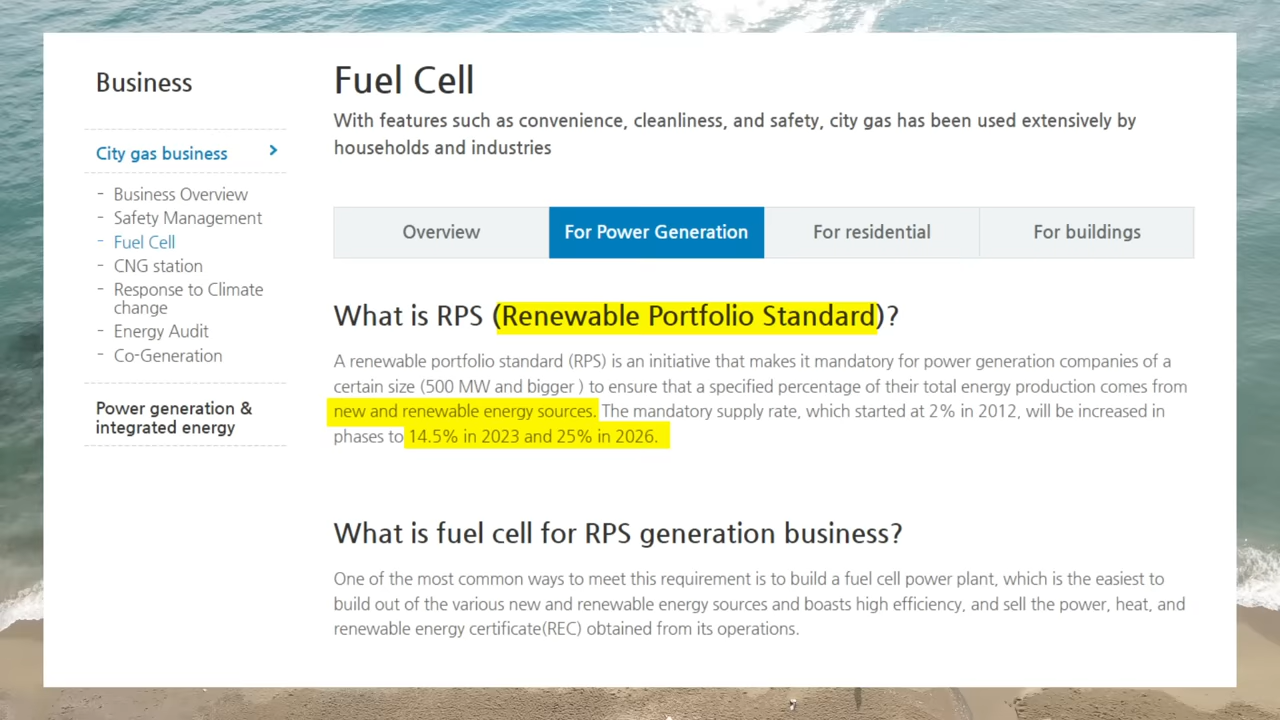 Business
City gas business
- Business Overview
- Safety Management
- Fuel Cell
- CNG station
- Response to Climate
change
- Energy Audit
- Co-Generation
Power generation &
integrated energy
Fuel Cell
With features such as convenience, cleanliness, and safety, city gas has been used extensively by
households and industries
Overview
For Power Generation
For residential
For buildings
What is RPS (Renewable Portfolio Standard)?
A renewable portfolio standard (RPS) is an initiative that makes it mandatory for power generation companies of a
certain size (500 MW and bigger ) to ensure that a specified percentage of their total energy production comes from
new and renewable energy sources. The mandatory supply rate, which started at 2% in 2012, will be increased in
phases to 14.5% in 2023 and 25% in 2026.
What is fuel cell for RPS generation business?
One of the most common ways to meet this requirement is to build a fuel cell power plant, which is the easiest to
build out of the various new and renewable energy sources and boasts high efficiency, and sell the power, heat, and
renewable energy certificate(REC) obtained from its operations.